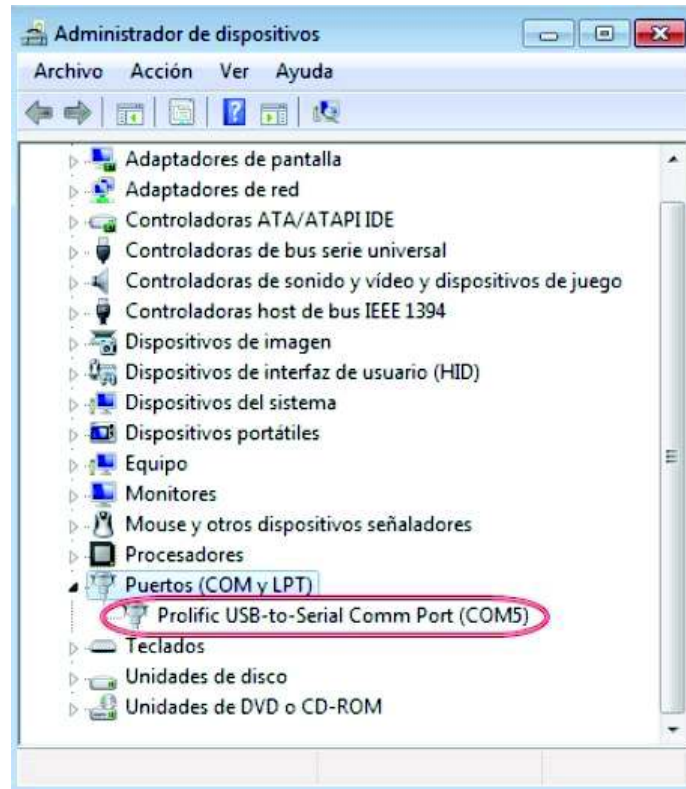 Administrador de dispositivos
Archivo Acción Ver Ayuda
Adaptadores de pantalla
Adaptadores de red
Controladoras ATA/ATAPI IDE
Controladoras de bus serie universal
Controladoras de sonido y vídeo y dispositivos de juego
Controladoras host de bus IEEE 1394
Dispositivos de imagen
Dispositivos de interfaz de usuario (HID)
Dispositivos del sistema
Dispositivos portátiles
Equipo
Monitores
Mouse y otros dispositivos señaladores
Procesadores
Puertos (COM y LPT)
Prolific USB-to-Serial Comm Port (COM5)
Teclados
Unidades de disco
Unidades de DVD o CD-ROM